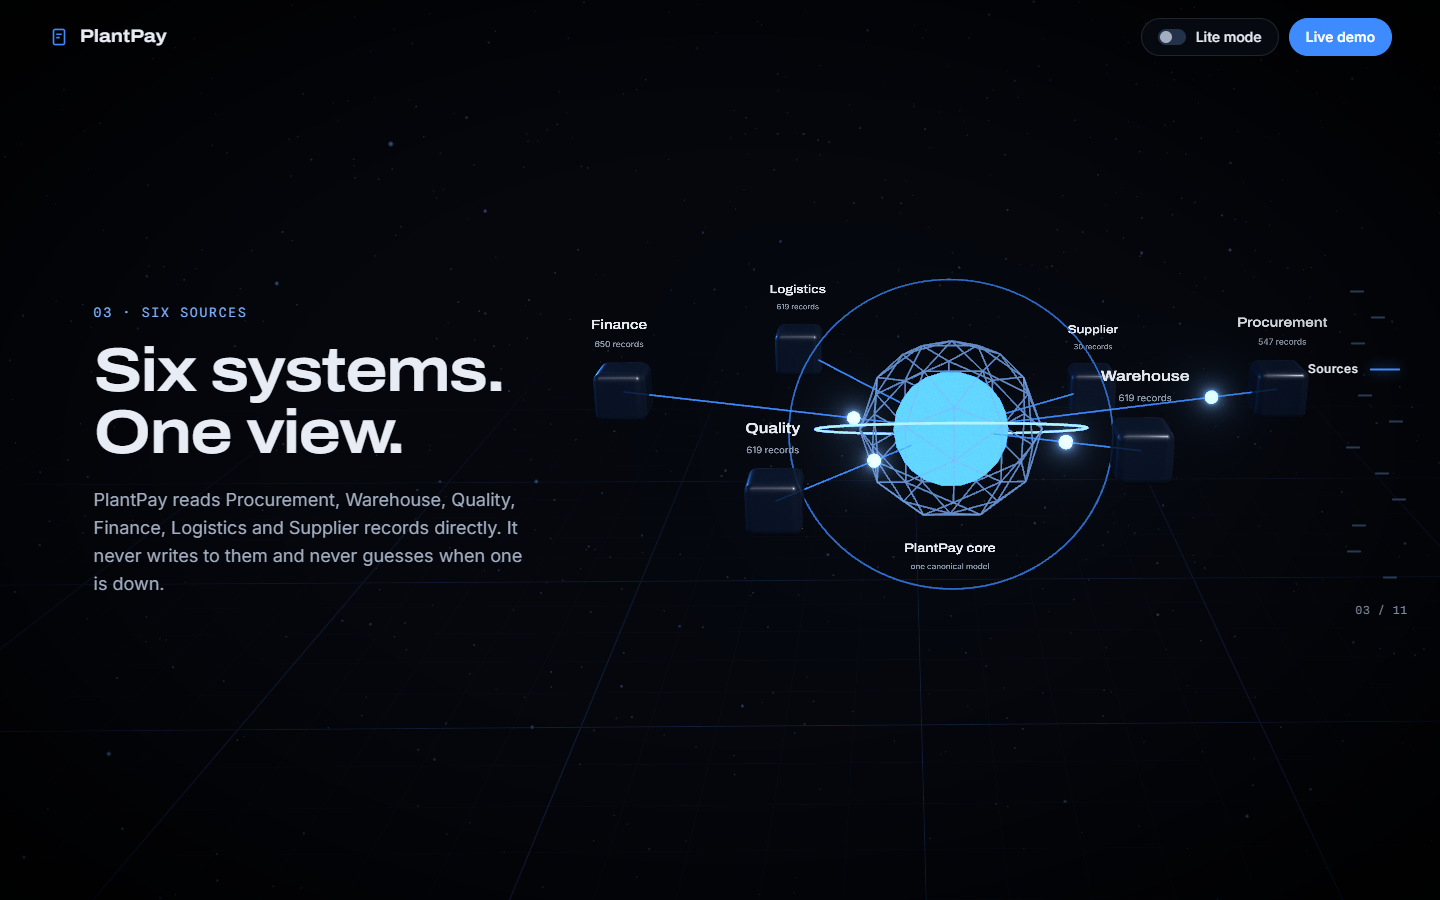 PlantPay
Lite mode
Live demo
03 · SIX SOURCES
Six systems.
One view.
PlantPay reads Procurement, Warehouse, Quality,
Finance, Logistics and Supplier records directly. It
never writes to them and never guesses when one
is down.
Logistics
619 records
Finance
650 records
Supplier
30 records
Procurement
547 records
Warehouse
619 records
Quality
619 records
PlantPay core
one canonical model
Sources
03 / 11